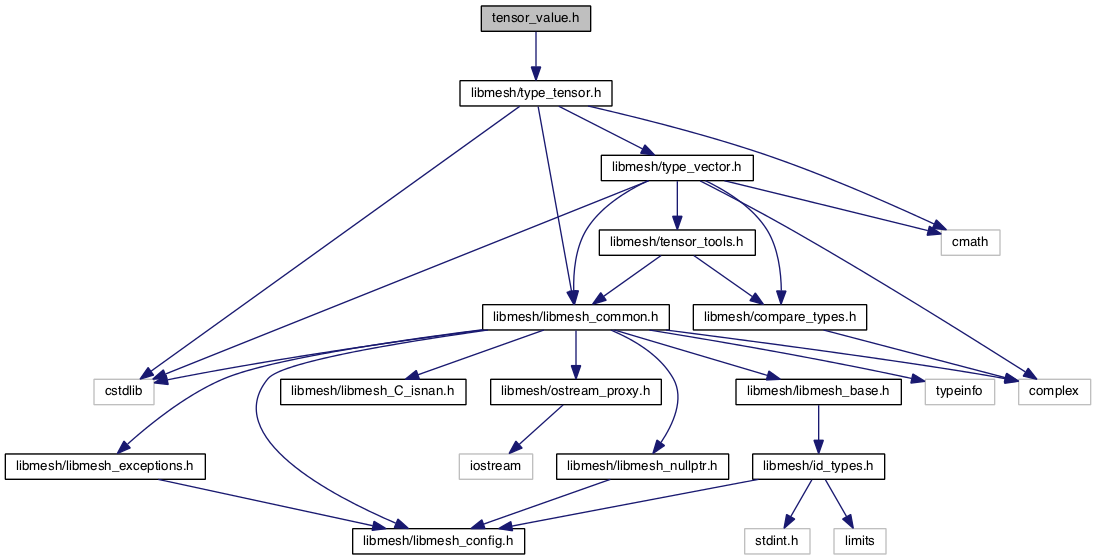 tensor_value.h
libmesh/type_tensor.h
libmesh/type_vector.h
libmesh/tensor_tools.h
cmath
libmesh/libmesh_common.h
libmesh/compare_types.h
cstdlib
libmesh/libmesh_C_isnan.h
libmesh/ostream_proxy.h
libmesh/libmesh_base.h
typeinfo
complex
libmesh/libmesh_exceptions.h
iostream
libmesh/libmesh_nullptr.h
libmesh/id_types.h
libmesh/libmesh_config.h
stdint.h
limits